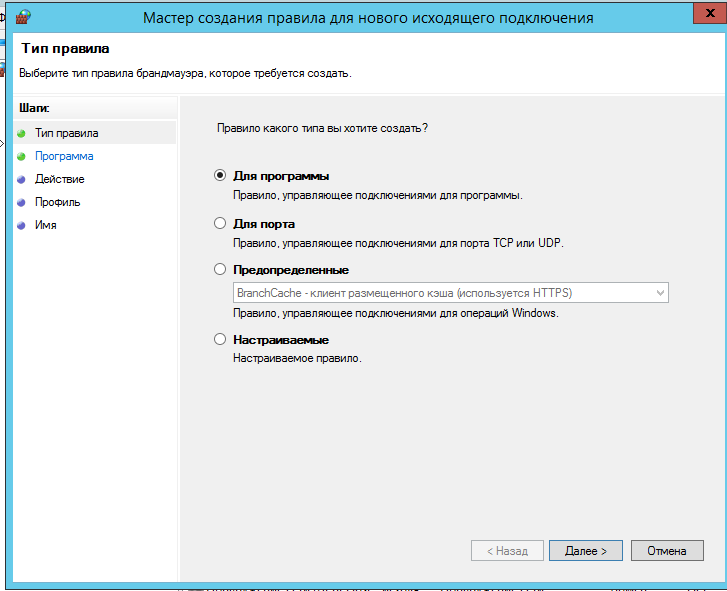 Мастер создания правила для нового исходящего подключения
x
Тип правила
Выберите тип правила брандмауэра, которое требуется создать.
Шаги:
Тип правила
Программа
Действие
Профиль
Имя
Правило какого типа вы хотите создать?
Для программы
Правило, управляющее подключениями для программы.
Для порта
Правило, управляющее подключениями для порта TCP или UDP.
Предопределенные
BranchCache - клиент размещенного кэша (используется HTTPS)
Правило, управляющее подключениями для операций Windows.
Настраиваемые
Настраиваемое правило.
< Назад
Далее >
Отмена